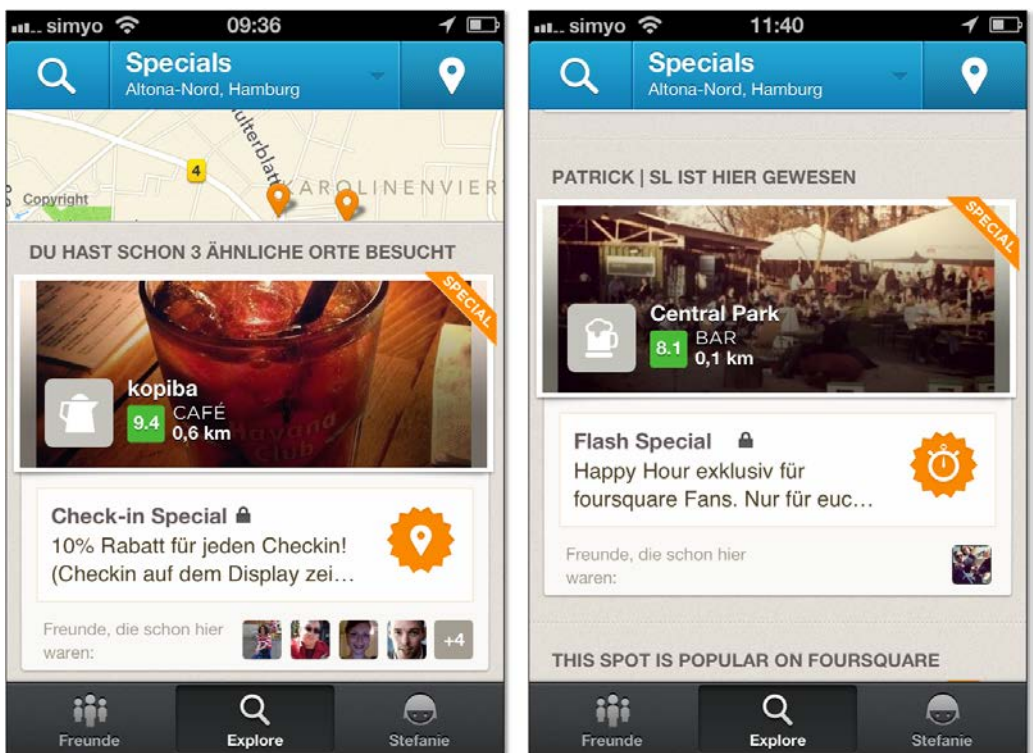 simyo 09:36
Specials
Altona-Nord, Hamburg
4
KAROLINENVIER
Copyright
DU HAST SCHON 3 ÄHNLICHE ORTE BESUCHT
SPECIAL
kopiba
9.4 CAFÉ
0,6 km
Havana
Club
Check-in Special
10% Rabatt für jeden Checkin!
(Checkin auf dem Display zei…
Freunde, die schon hier
waren:
+4
Freunde Explore Stefanie
simyo 11:40
Specials
Altona-Nord, Hamburg
PATRICK | SL IST HIER GEWESEN
SPECIAL
Central Park
8.1 BAR
0,1 km
Flash Special
Happy Hour exklusiv für
foursquare Fans. Nur für euc…
Freunde, die schon hier
waren:
THIS SPOT IS POPULAR ON FOURSQUARE
Freunde Explore Stefanie